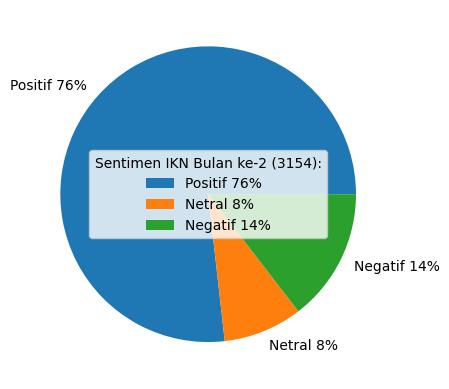 Positif 76%
Sentimen IKN Bulan ke-2 (3154):
Positif 76%
Netral 8%
Negatif 14%
Negatif 14%
Netral 8%